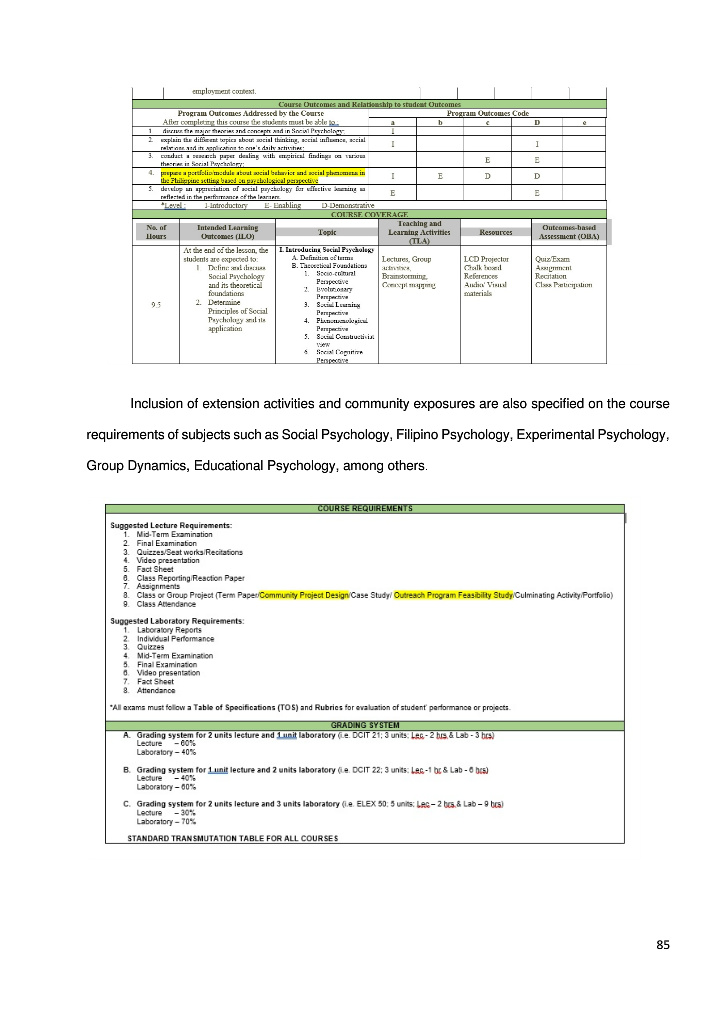 employment context.
Course Outcomes and Relationship to student Outcomes
Program Outcomes Addressed by the Course
Program Outcomes Code
After completing this course the students must be able to:
a b c D e
1. discuss the major theories and concepts and in Social Psychology;
I
2. explain the different topics about social thinking, social influence, social
relations and its application to one's daily activities;
I I
3. conduct a research paper dealing with empirical findings on various
theories in Social Psychology;
E E
4. prepare a portfolio/module about social behavior and social phenomena in
the Philippine setting based on psychological perspective
I E D D
5. develop an appreciation of social psychology for effective learning as
reflected in the performance of the learners.
E E
*Level: I-Introductory E- Enabling D-Demonstrative
COURSE COVERAGE
No. of
Hours
Intended Learning
Outcomes (ILO)
Topic
Teaching and
Learning Activities
(TLA)
Resources
Outcomes-based
Assessment (OBA)
9.5
At the end of the lesson, the
students are expected to:
1. Define and discuss
Social Psychology
and its theoretical
foundations
2. Determine
Principles of Social
Psychology and its
application
I. Introducing Social Psychology
A. Definition of terms
B. Theoretical Foundations
1. Socio-cultural
Perspective
2. Evolutionary
Perspective
3. Social Learning
Perspective
4. Phenomenological
Perspective
5. Social Constructivist
view
6. Social Cognitive
Perspective
Lectures, Group
activities,
Brainstorming,
Concept mapping
LCD Projector
Chalk board
References
Audio/ Visual
materials
Quiz/Exam
Assignment
Recitation
Class Participation
Inclusion of extension activities and community exposures are also specified on the course
requirements of subjects such as Social Psychology, Filipino Psychology, Experimental Psychology,
Group Dynamics, Educational Psychology, among others.
COURSE REQUIREMENTS
Suggested Lecture Requirements:
1. Mid-Term Examination
2. Final Examination
3. Quizzes/Seat works/Recitations
4. Video presentation
5. Fact Sheet
6. Class Reporting/Reaction Paper
7. Assignments
8. Class or Group Project (Term Paper/Community Project Design/Case Study/ Outreach Program Feasibility Study/Culminating Activity/Portfolio)
9. Class Attendance
Suggested Laboratory Requirements:
1. Laboratory Reports
2. Individual Performance
3. Quizzes
4. Mid-Term Examination
5. Final Examination
6. Video presentation
7. Fact Sheet
8. Attendance
*All exams must follow a Table of Specifications (TOS) and Rubrics for evaluation of student' performance or projects.
GRADING SYSTEM
A. Grading system for 2 units lecture and 1 unit laboratory (i.e. DCIT 21; 3 units; Lec - 2 hrs & Lab - 3 hrs)
Lecture – 60%
Laboratory – 40%
B. Grading system for 1 unit lecture and 2 units laboratory (i.e. DCIT 22; 3 units; Lec -1 hr & Lab - 6 hrs)
Lecture – 40%
Laboratory – 60%
C. Grading system for 2 units lecture and 3 units laboratory (i.e. ELEX 50; 5 units; Lec – 2 hrs & Lab – 9 hrs)
Lecture – 30%
Laboratory – 70%
STANDARD TRANSMUTATION TABLE FOR ALL COURSES
85